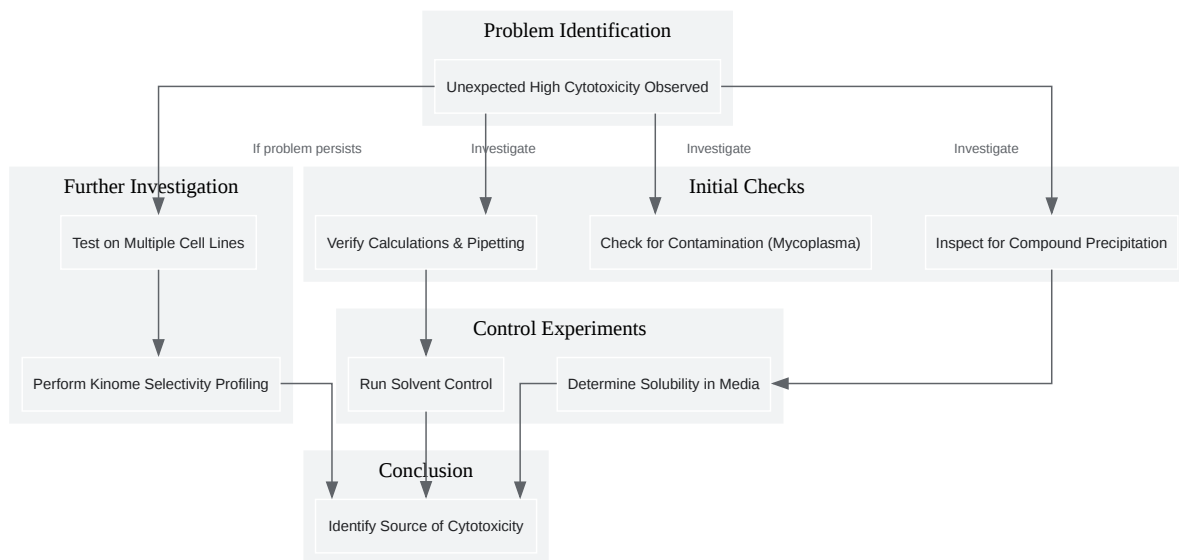 Problem Identification
Unexpected High Cytotoxicity Observed
If problem persists
Investigate
Investigate
Investigate
Further Investigation
Initial Checks
Test on Multiple Cell Lines
Verify Calculations & Pipetting
Check for Contamination (Mycoplasma)
Inspect for Compound Precipitation
Control Experiments
Perform Kinome Selectivity Profiling
Run Solvent Control
Determine Solubility in Media
Conclusion
Identify Source of Cytotoxicity